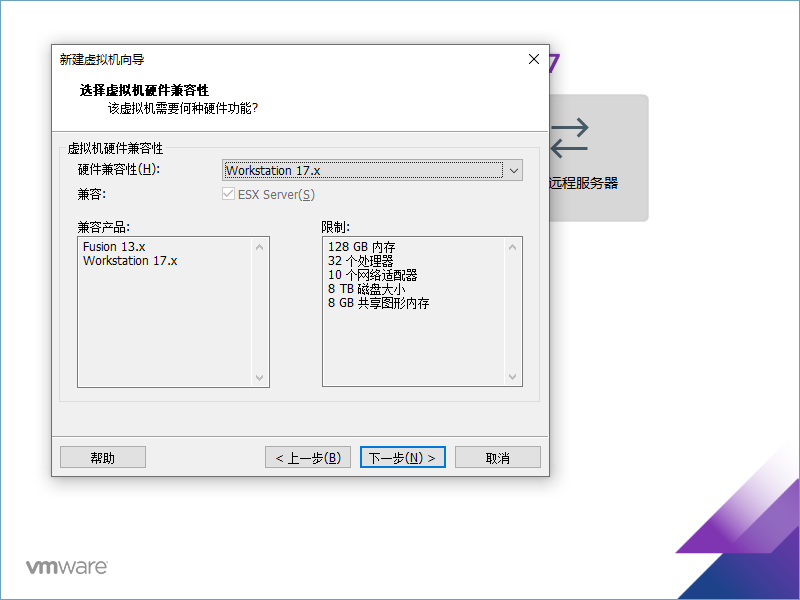 新建虚拟机向导
7
选择虚拟机硬件兼容性
该虚拟机需要何种硬件功能?
虚拟机硬件兼容性
硬件兼容性(H):
Workstation 17.x
兼容:
ESX Server(S)
远程服务器
兼容产品:
限制:
Fusion 13.x
Workstation 17.x
128 GB 内存
32 个处理器
10 个网络适配器
8 TB 磁盘大小
8 GB 共享图形内存
帮助
< 上一步(B)
下一步(N) >
取消
vmware